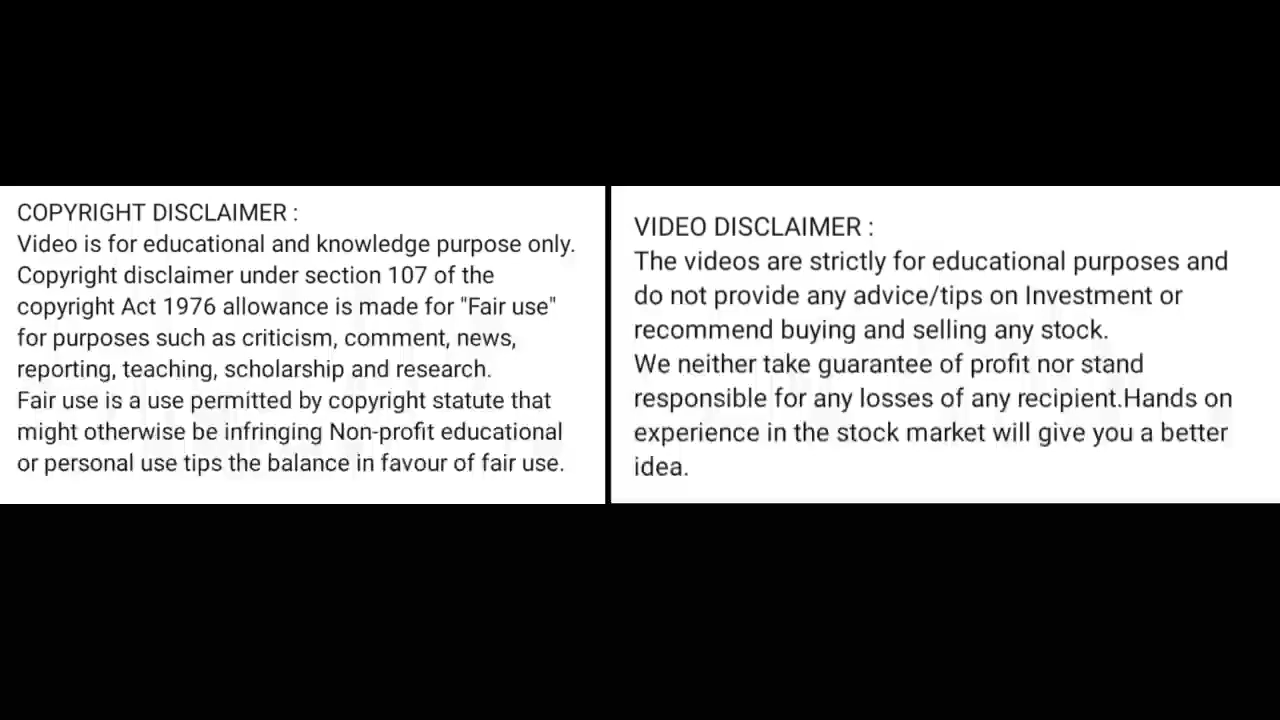 COPYRIGHT DISCLAIMER :
Video is for educational and knowledge purpose only.
Copyright disclaimer under section 107 of the
copyright Act 1976 allowance is made for "Fair use"
for purposes such as criticism, comment, news,
reporting, teaching, scholarship and research.
Fair use is a use permitted by copyright statute that
might otherwise be infringing Non-profit educational
or personal use tips the balance in favour of fair use.
VIDEO DISCLAIMER :
The videos are strictly for educational purposes and
do not provide any advice/tips on Investment or
recommend buying and selling any stock.
We neither take guarantee of profit nor stand
responsible for any losses of any recipient.Hands on
experience in the stock market will give you a better
idea.